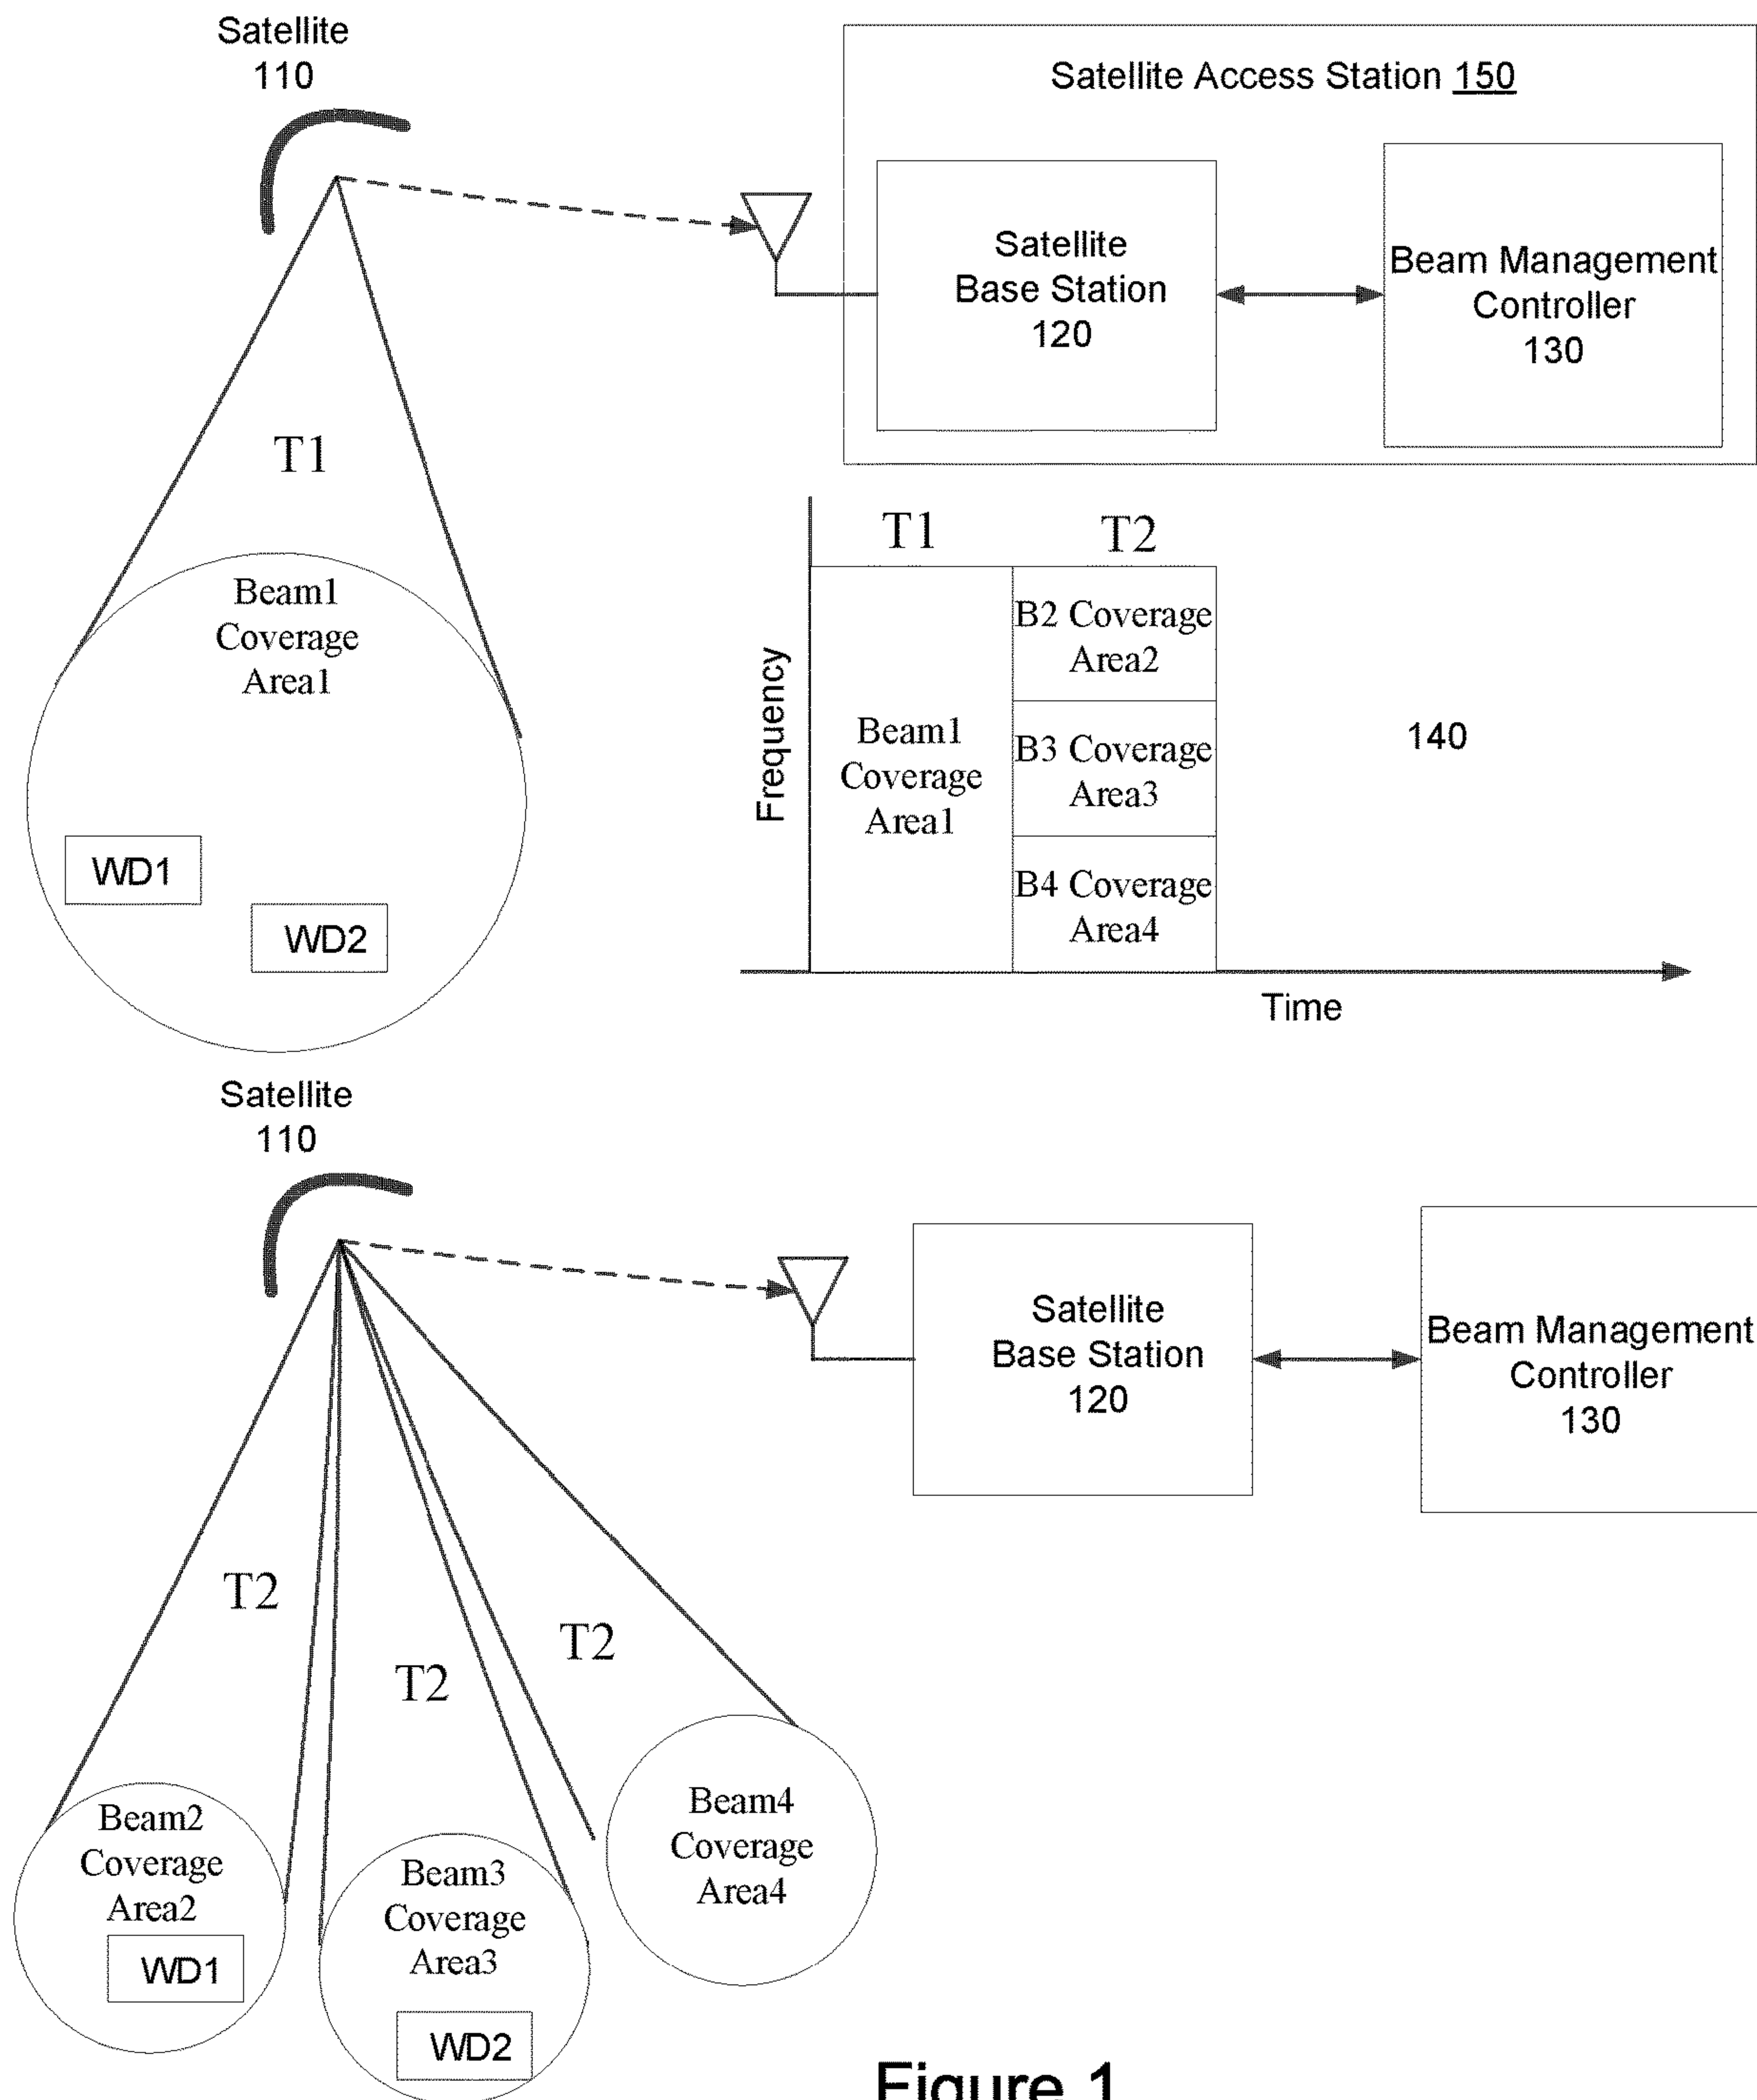 Satellite
110
Satellite Access Station 150
Satellite
Base Station
120
Beam Management
Controller
130
T1
Beam1
Coverage
Area1
WD1
WD2
T1
T2
Frequency
Beam1
Coverage
Area1
B2 Coverage
Area2
B3 Coverage
Area3
B4 Coverage
Area4
140
Time
Satellite
110
Satellite
Base Station
120
Beam Management
Controller
130
T2
T2
T2
Beam2
Coverage
Area2
WD1
Beam3
Coverage
Area3
WD2
Beam4
Coverage
Area4
Figure 1